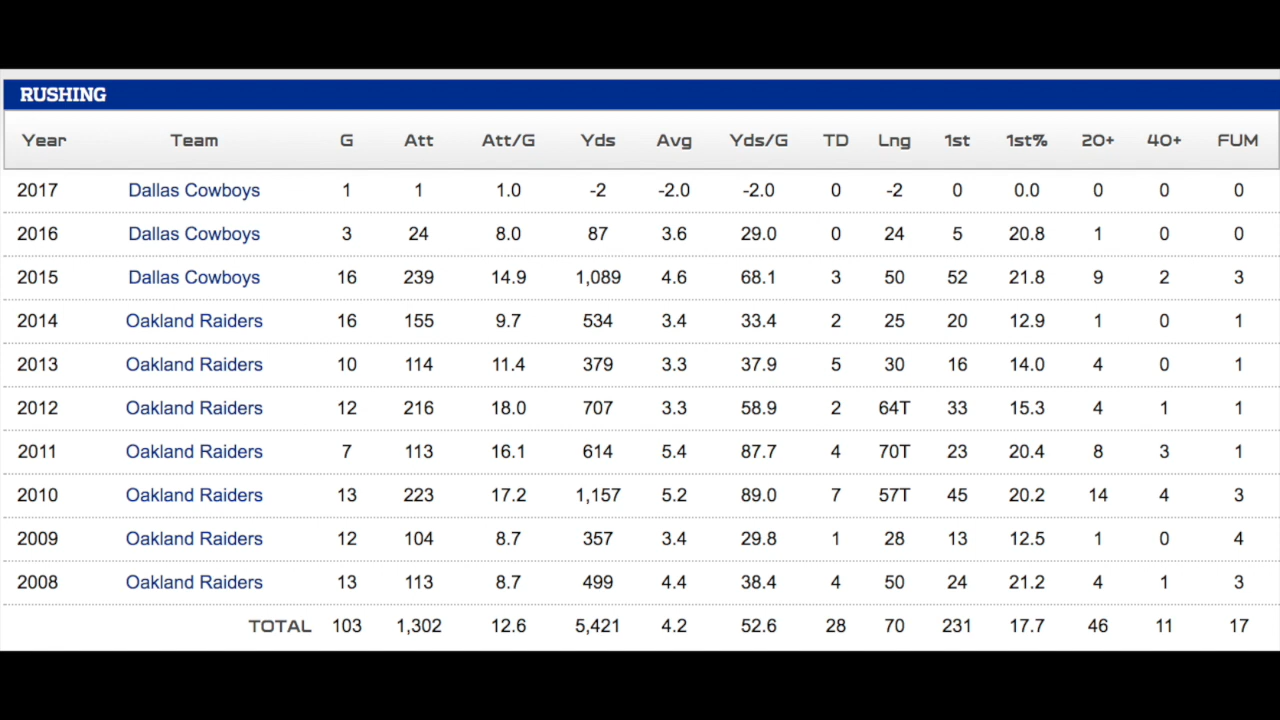 RUSHING
Year Team G Att Att/G Yds Avg Yds/G TD Lng 1st 1st% 20+ 40+ FUM
2017 Dallas Cowboys 1 1 1.0 -2 -2.0 -2.0 0 -2 0 0.0 0 0 0
2016 Dallas Cowboys 3 24 8.0 87 3.6 29.0 0 24 5 20.8 1 0 0
2015 Dallas Cowboys 16 239 14.9 1,089 4.6 68.1 3 50 52 21.8 9 2 3
2014 Oakland Raiders 16 155 9.7 534 3.4 33.4 2 25 20 12.9 1 0 1
2013 Oakland Raiders 10 114 11.4 379 3.3 37.9 5 30 16 14.0 4 0 1
2012 Oakland Raiders 12 216 18.0 707 3.3 58.9 2 64T 33 15.3 4 1 1
2011 Oakland Raiders 7 113 16.1 614 5.4 87.7 4 70T 23 20.4 8 3 1
2010 Oakland Raiders 13 223 17.2 1,157 5.2 89.0 7 57T 45 20.2 14 4 3
2009 Oakland Raiders 12 104 8.7 357 3.4 29.8 1 28 13 12.5 1 0 4
2008 Oakland Raiders 13 113 8.7 499 4.4 38.4 4 50 24 21.2 4 1 3
TOTAL 103 1,302 12.6 5,421 4.2 52.6 28 70 231 17.7 46 11 17